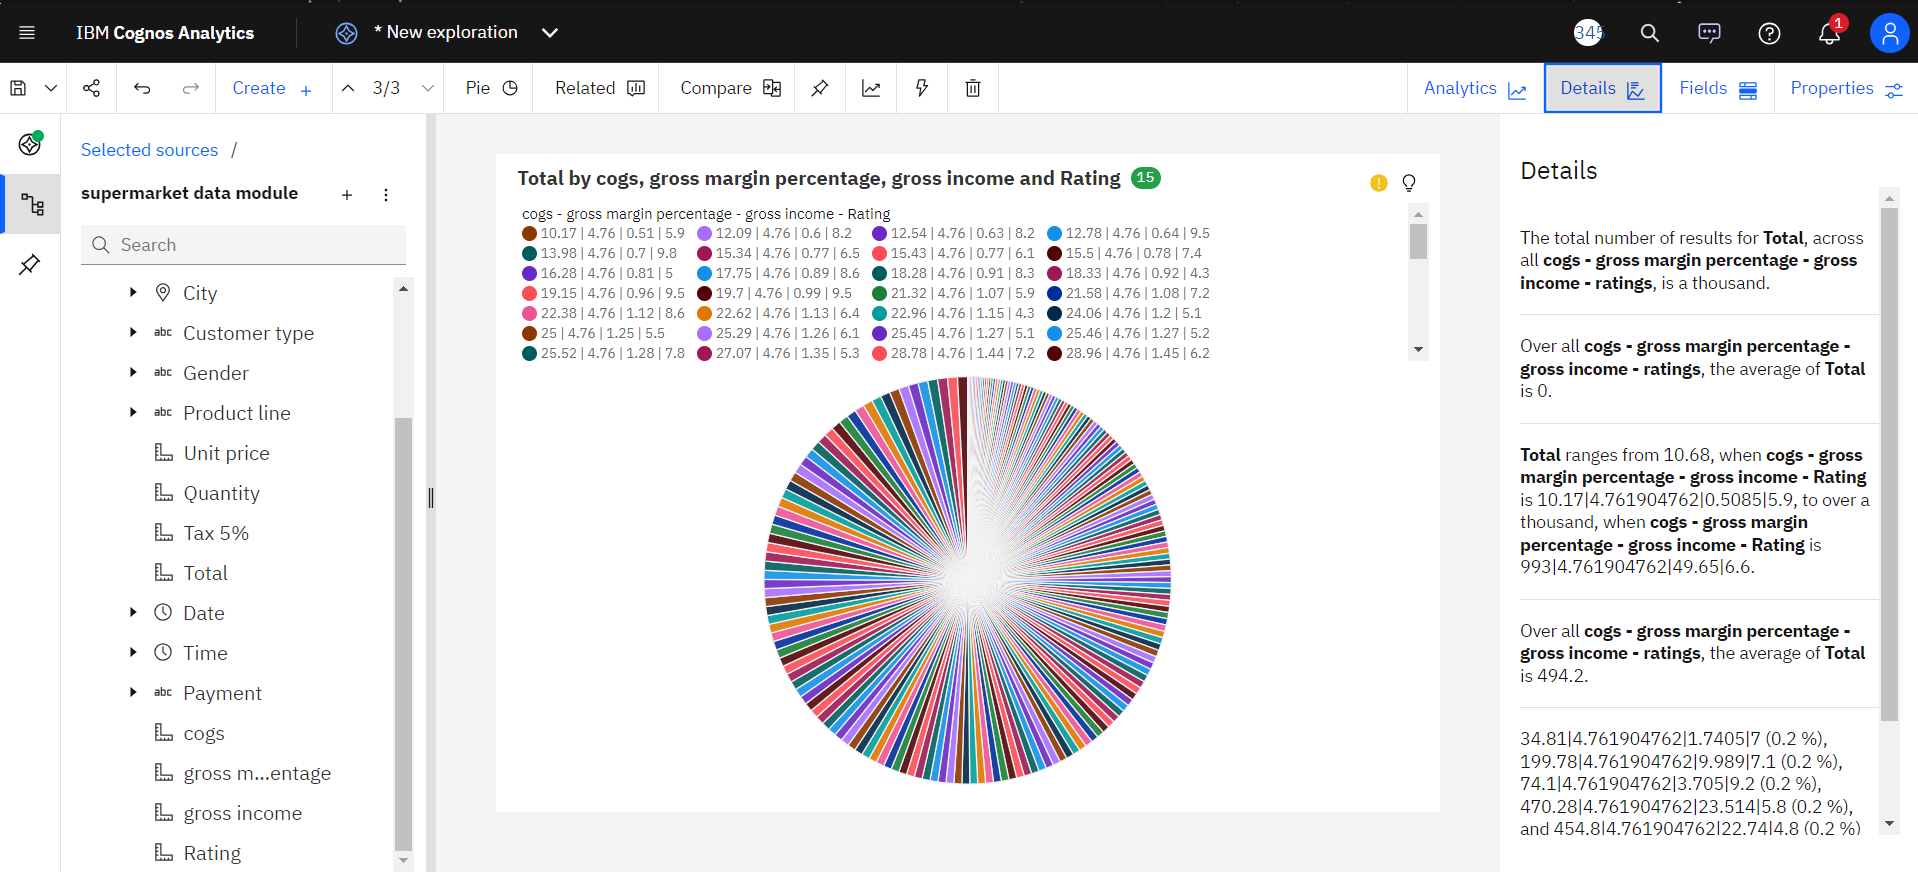 IBM Cognos Analytics
* New exploration
345
1
Create +
3/3
Pie
Related
Compare
Analytics
Details
Fields
Properties
Selected sources /
supermarket data module
Search
City
abc Customer type
abc Gender
abc Product line
Unit price
Quantity
Tax 5%
Total
Date
Time
abc Payment
cogs
gross m...entage
gross income
Rating
Total by cogs, gross margin percentage, gross income and Rating 15
cogs - gross margin percentage - gross income - Rating
10.17 | 4.76 | 0.51 | 5.9 12.09 | 4.76 | 0.6 | 8.2 12.54 | 4.76 | 0.63 | 8.2 12.78 | 4.76 | 0.64 | 9.5
13.98 | 4.76 | 0.7 | 9.8 15.34 | 4.76 | 0.77 | 6.5 15.43 | 4.76 | 0.77 | 6.1 15.5 | 4.76 | 0.78 | 7.4
16.28 | 4.76 | 0.81 | 5 17.75 | 4.76 | 0.89 | 8.6 18.28 | 4.76 | 0.91 | 8.3 18.33 | 4.76 | 0.92 | 4.3
19.15 | 4.76 | 0.96 | 9.5 19.7 | 4.76 | 0.99 | 9.5 21.32 | 4.76 | 1.07 | 5.9 21.58 | 4.76 | 1.08 | 7.2
22.38 | 4.76 | 1.12 | 8.6 22.62 | 4.76 | 1.13 | 6.4 22.96 | 4.76 | 1.15 | 4.3 24.06 | 4.76 | 1.2 | 5.1
25 | 4.76 | 1.25 | 5.5 25.29 | 4.76 | 1.26 | 6.1 25.45 | 4.76 | 1.27 | 5.1 25.46 | 4.76 | 1.27 | 5.2
25.52 | 4.76 | 1.28 | 7.8 27.07 | 4.76 | 1.35 | 5.3 28.78 | 4.76 | 1.44 | 7.2 28.96 | 4.76 | 1.45 | 6.2
Details
The total number of results for Total, across
all cogs - gross margin percentage - gross
income - ratings, is a thousand.
Over all cogs - gross margin percentage -
gross income - ratings, the average of Total
is 0.
Total ranges from 10.68, when cogs - gross
margin percentage - gross income - Rating
is 10.17|4.761904762|0.5085|5.9, to over a
thousand, when cogs - gross margin
percentage - gross income - Rating is
993|4.761904762|49.65|6.6.
Over all cogs - gross margin percentage -
gross income - ratings, the average of Total
is 494.2.
34.81|4.761904762|1.7405|7 (0.2 %),
199.78|4.761904762|9.989|7.1 (0.2 %),
74.1|4.761904762|3.705|9.2 (0.2 %),
470.28|4.761904762|23.514|5.8 (0.2 %),
and 454.8|4.761904762|22.74|4.8 (0.2 %)